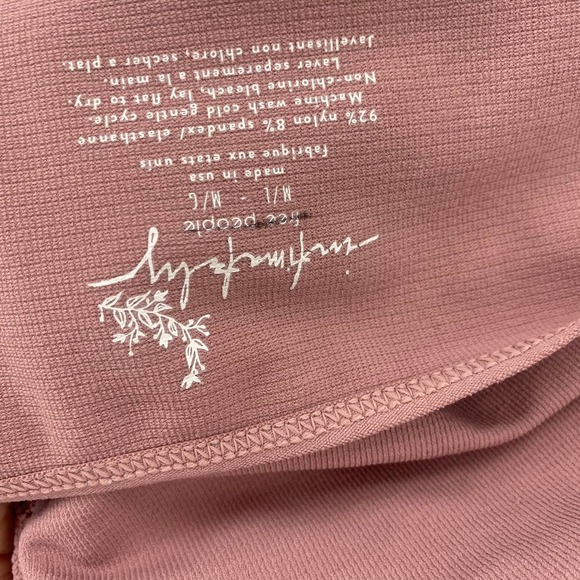 intimately
free people
M/L - M/G
made in usa
fabrique aux etats unis
92% nylon 8% spandex/ elasthanne
Machine wash cold gentle cycle.
Non-chlorine bleach, lay flat to dry.
Laver separement a la main.
Javellisant non chlore, secher a plat.